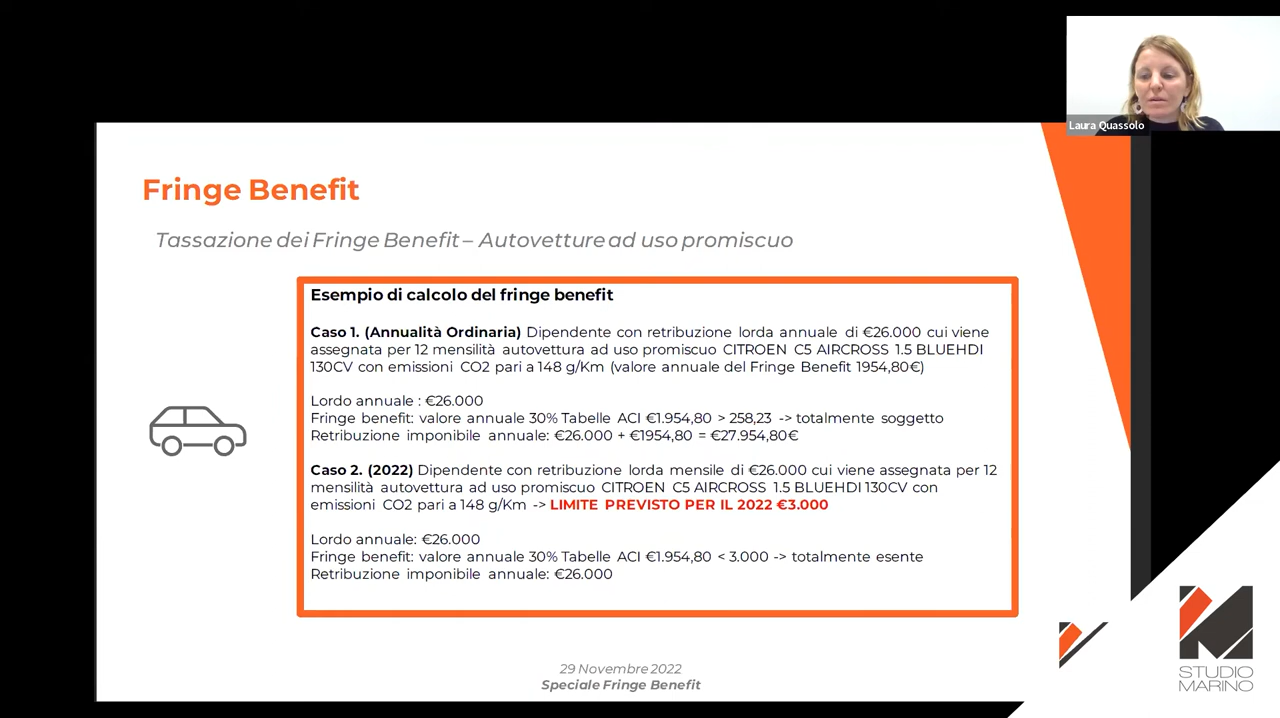 Laura Quassolo
Fringe Benefit
Tassazione dei Fringe Benefit – Autovetture ad uso promiscuo
Esempio di calcolo del fringe benefit
Caso 1. (Annualità Ordinaria) Dipendente con retribuzione lorda annuale di €26.000 cui viene
assegnata per 12 mensilità autovettura ad uso promiscuo CITROEN C5 AIRCROSS 1.5 BLUEHDI
130CV con emissioni CO2 pari a 148 g/Km (valore annuale del Fringe Benefit 1954,80€)
Lordo annuale : €26.000
Fringe benefit: valore annuale 30% Tabelle ACI €1.954,80 > 258,23 -> totalmente soggetto
Retribuzione imponibile annuale: €26.000 + €1954,80 = €27.954,80€
Caso 2. (2022) Dipendente con retribuzione lorda mensile di €26.000 cui viene assegnata per 12
mensilità autovettura ad uso promiscuo CITROEN C5 AIRCROSS 1.5 BLUEHDI 130CV con
emissioni CO2 pari a 148 g/Km -> LIMITE PREVISTO PER IL 2022 €3.000
Lordo annuale: €26.000
Fringe benefit: valore annuale 30% Tabelle ACI €1.954,80 < 3.000 -> totalmente esente
Retribuzione imponibile annuale: €26.000
29 Novembre 2022
Speciale Fringe Benefit
STUDIO
MARINO